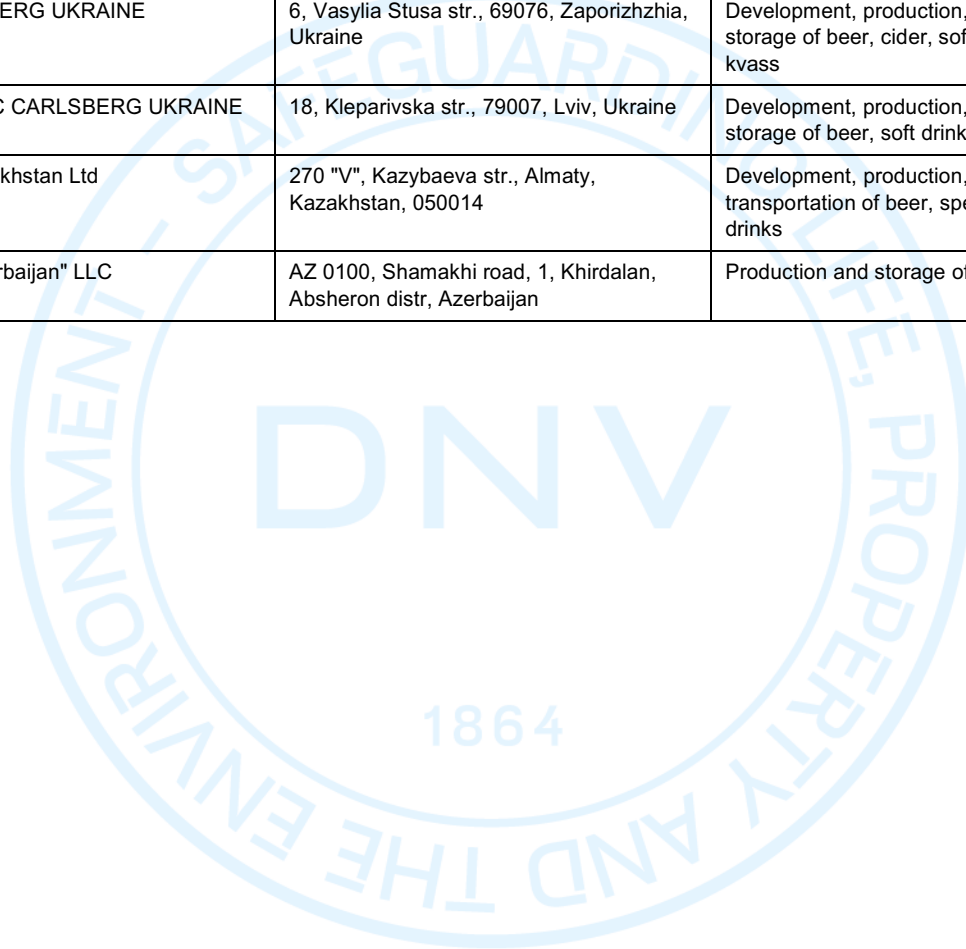 ERG UKRAINE
6, Vasylia Stusa str., 69076, Zaporizhzhia,
Ukraine
Development, production,
storage of beer, cider, sof
kvass
C CARLSBERG UKRAINE
18, Kleparivska str., 79007, Lviv, Ukraine
Development, production,
storage of beer, soft drink
khstan Ltd
270 "V", Kazybaeva str., Almaty,
Kazakhstan, 050014
Development, production,
transportation of beer, spe
drinks
rbaijan" LLC
AZ 0100, Shamakhi road, 1, Khirdalan,
Absheron distr, Azerbaijan
Production and storage of
SAFEGUARDING LIFE, PROPERTY AND THE ENVIRONMENT –
DNV
1864